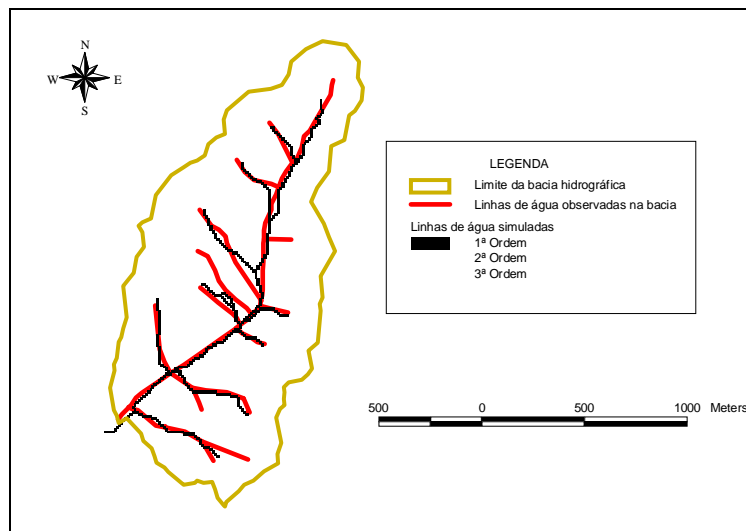 N
W E
S
LEGENDA
Limite da bacia hidrográfica
Linhas de água observadas na bacia
Linhas de água simuladas
1ª Ordem
2ª Ordem
3ª Ordem
500 0 500 1000 Meters